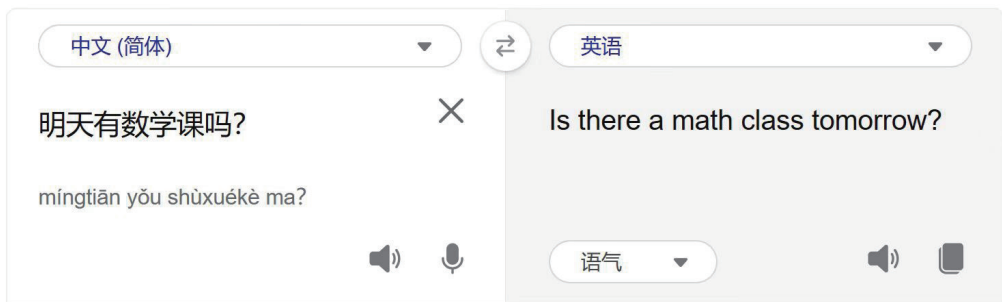 中文 (简体)
英语
明天有数学课吗?
míngtiān yǒu shùxuékè ma?
Is there a math class tomorrow?
语气